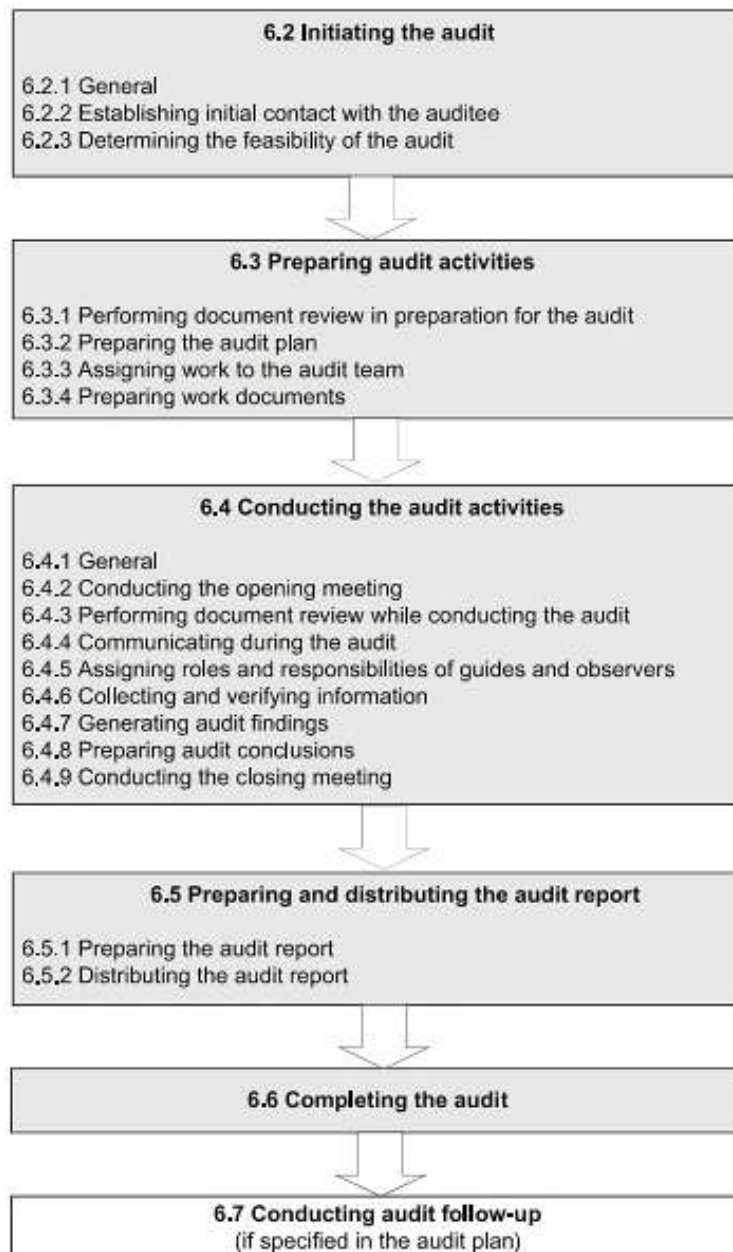 6.2 Initiating the audit
6.2.1 General
6.2.2 Establishing initial contact with the auditee
6.2.3 Determining the feasibility of the audit
6.3 Preparing audit activities
6.3.1 Performing document review in preparation for the audit
6.3.2 Preparing the audit plan
6.3.3 Assigning work to the audit team
6.3.4 Preparing work documents
6.4 Conducting the audit activities
6.4.1 General
6.4.2 Conducting the opening meeting
6.4.3 Performing document review while conducting the audit
6.4.4 Communicating during the audit
6.4.5 Assigning roles and responsibilities of guides and observers
6.4.6 Collecting and verifying information
6.4.7 Generating audit findings
6.4.8 Preparing audit conclusions
6.4.9 Conducting the closing meeting
6.5 Preparing and distributing the audit report
6.5.1 Preparing the audit report
6.5.2 Distributing the audit report
6.6 Completing the audit
6.7 Conducting audit follow-up
(if specified in the audit plan)